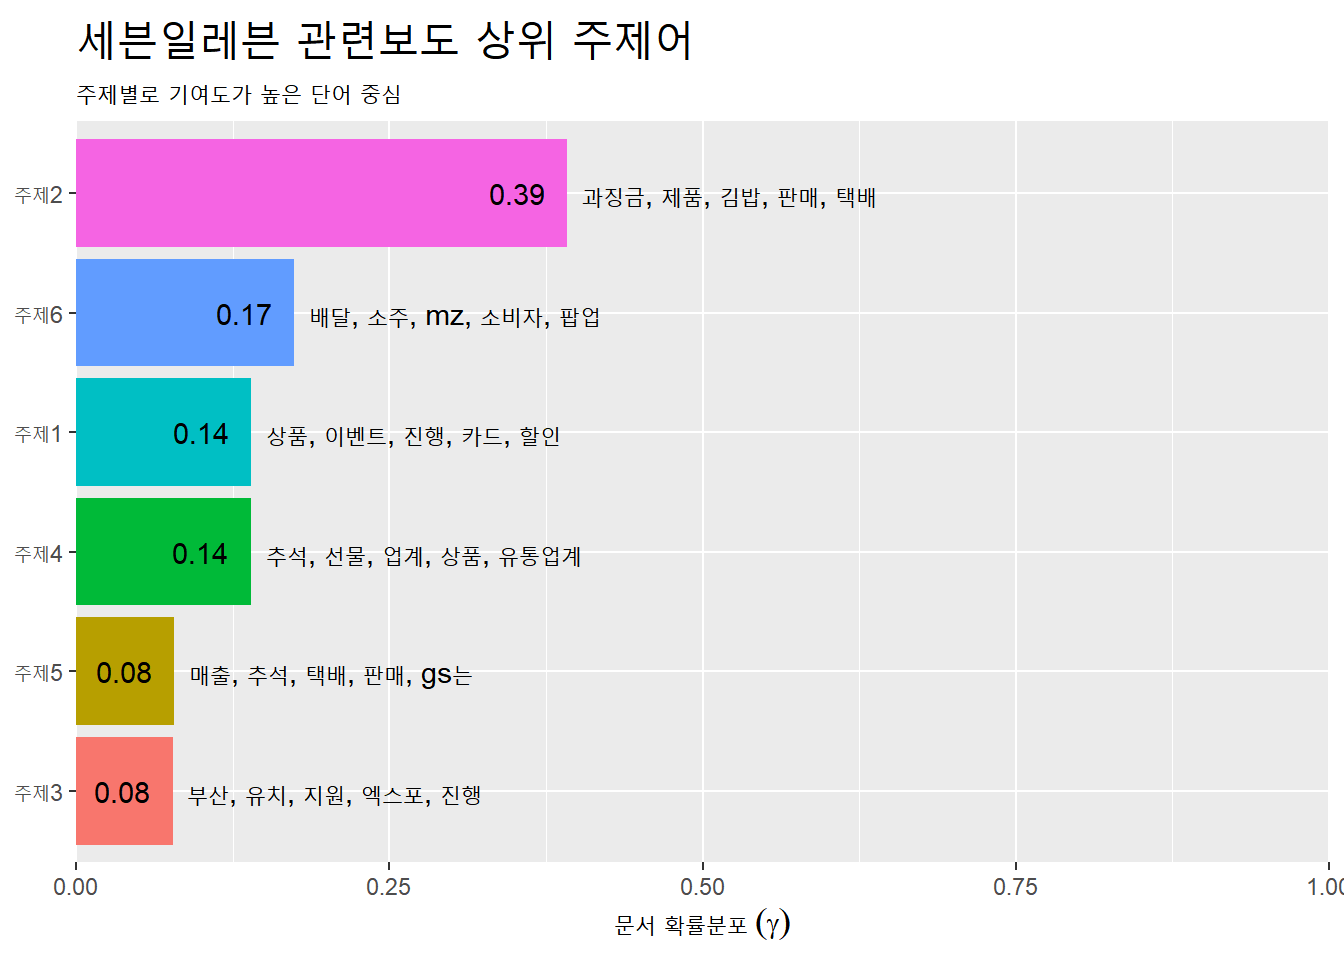 세븐일레븐 관련보도 상위 주제어
주제별로 기여도가 높은 단어 중심
주제2 0.39 과징금, 제품, 김밥, 판매, 택배
주제6 0.17 배달, 소주, mz, 소비자, 팝업
주제1 0.14 상품, 이벤트, 진행, 카드, 할인
주제4 0.14 추석, 선물, 업계, 상품, 유통업계
주제5 0.08 매출, 추석, 택배, 판매, gs는
주제3 0.08 부산, 유치, 지원, 엑스포, 진행
0.00 0.25 0.50 0.75 1.00
문서 확률분포 (γ)